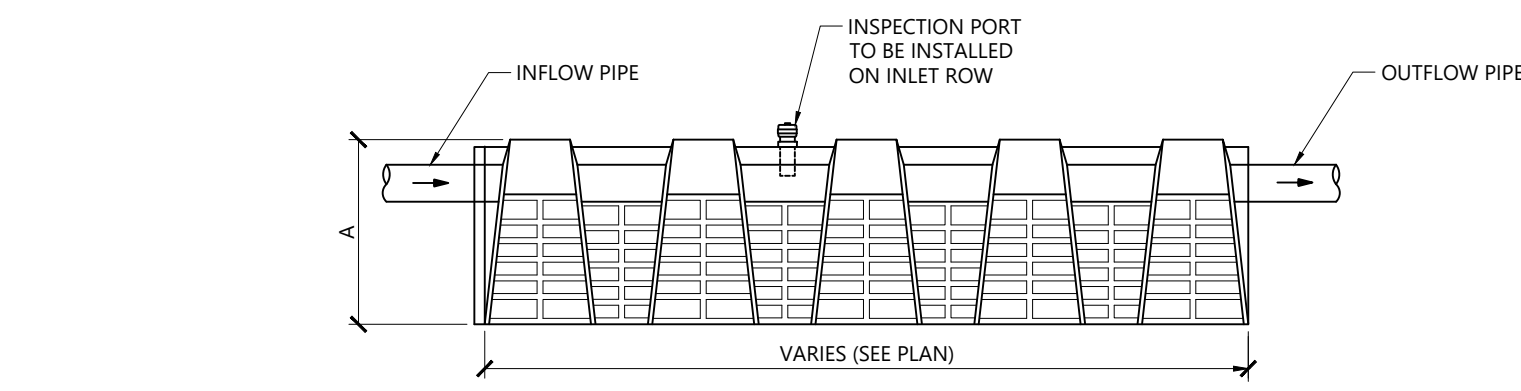 INSPECTION PORT
TO BE INSTALLED
ON INLET ROW
INFLOW PIPE
OUTFLOW PIPE
A
VARIES (SEE PLAN)